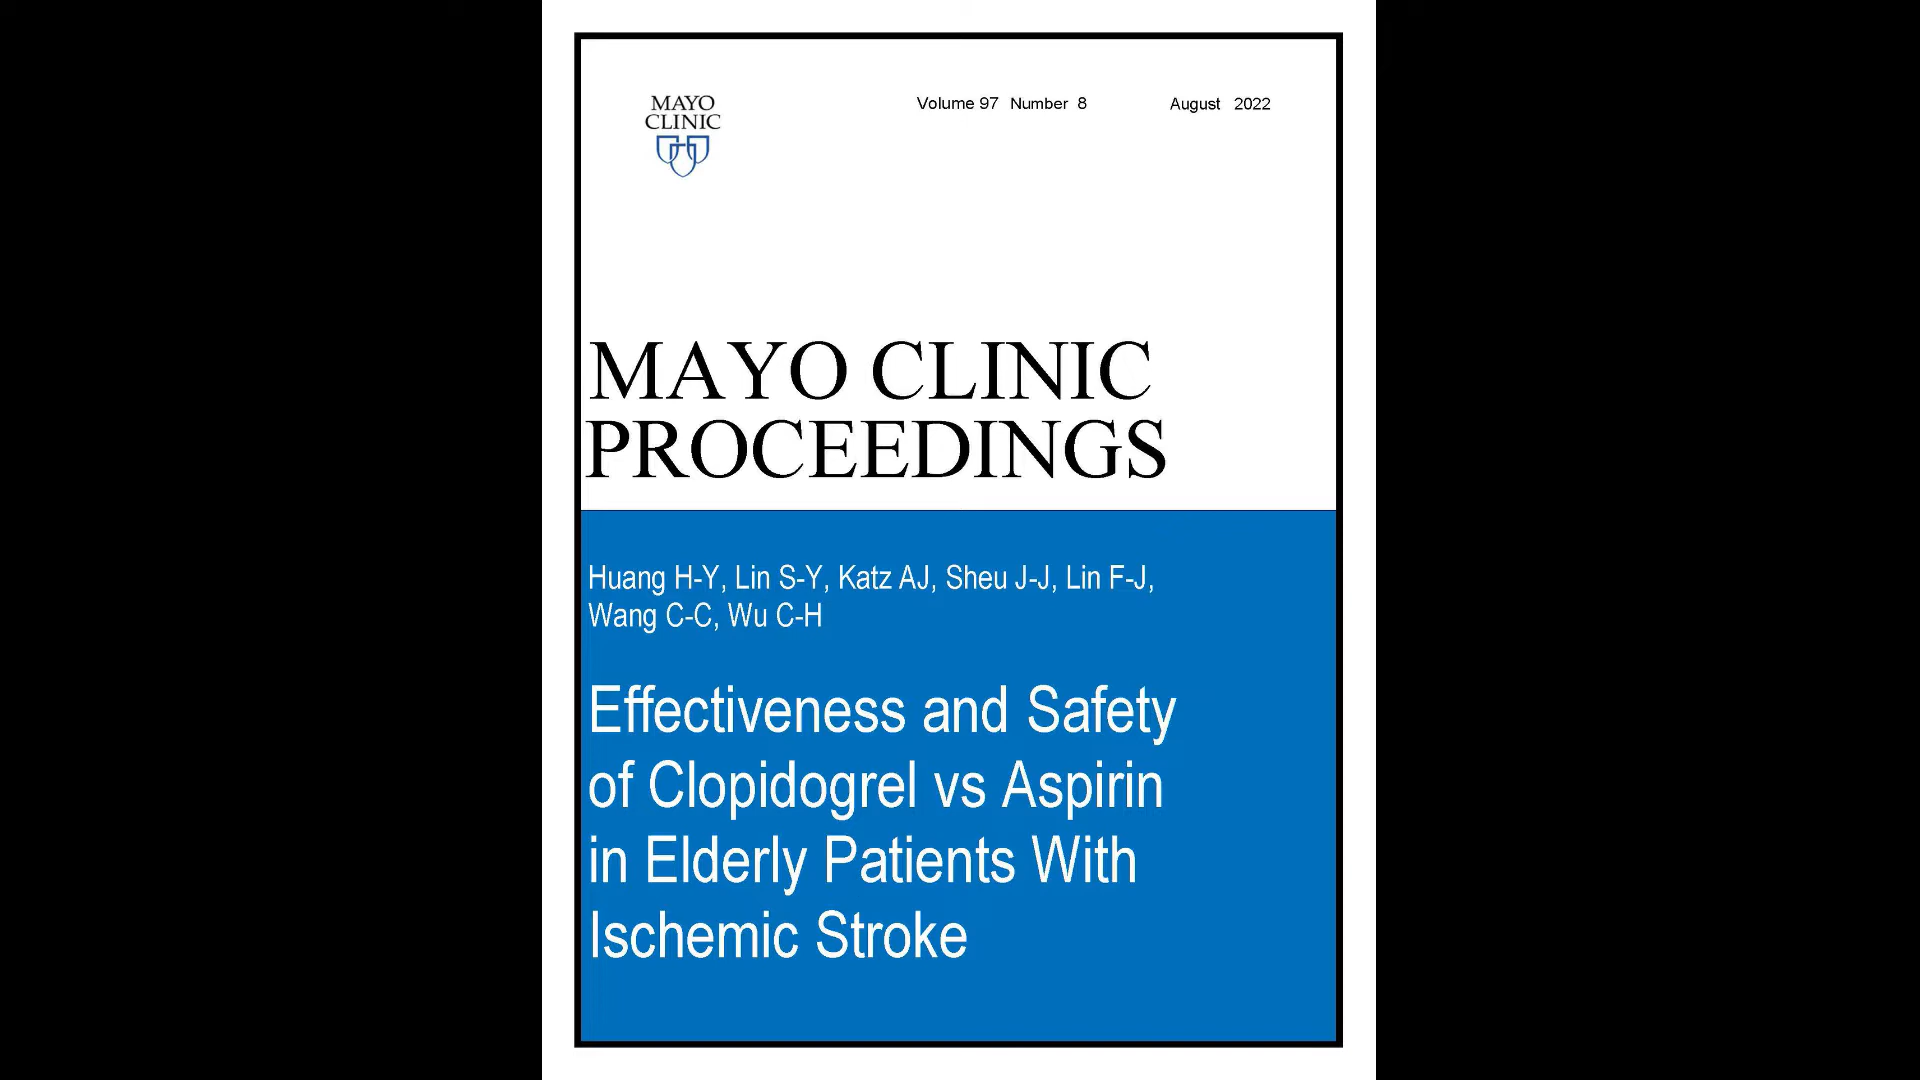 MAYO
CLINIC
Volume 97 Number 8 August 2022
MAYO CLINIC
PROCEEDINGS
Huang H-Y, Lin S-Y, Katz AJ, Sheu J-J, Lin F-J,
Wang C-C, Wu C-H
Effectiveness and Safety
of Clopidogrel vs Aspirin
in Elderly Patients With
Ischemic Stroke